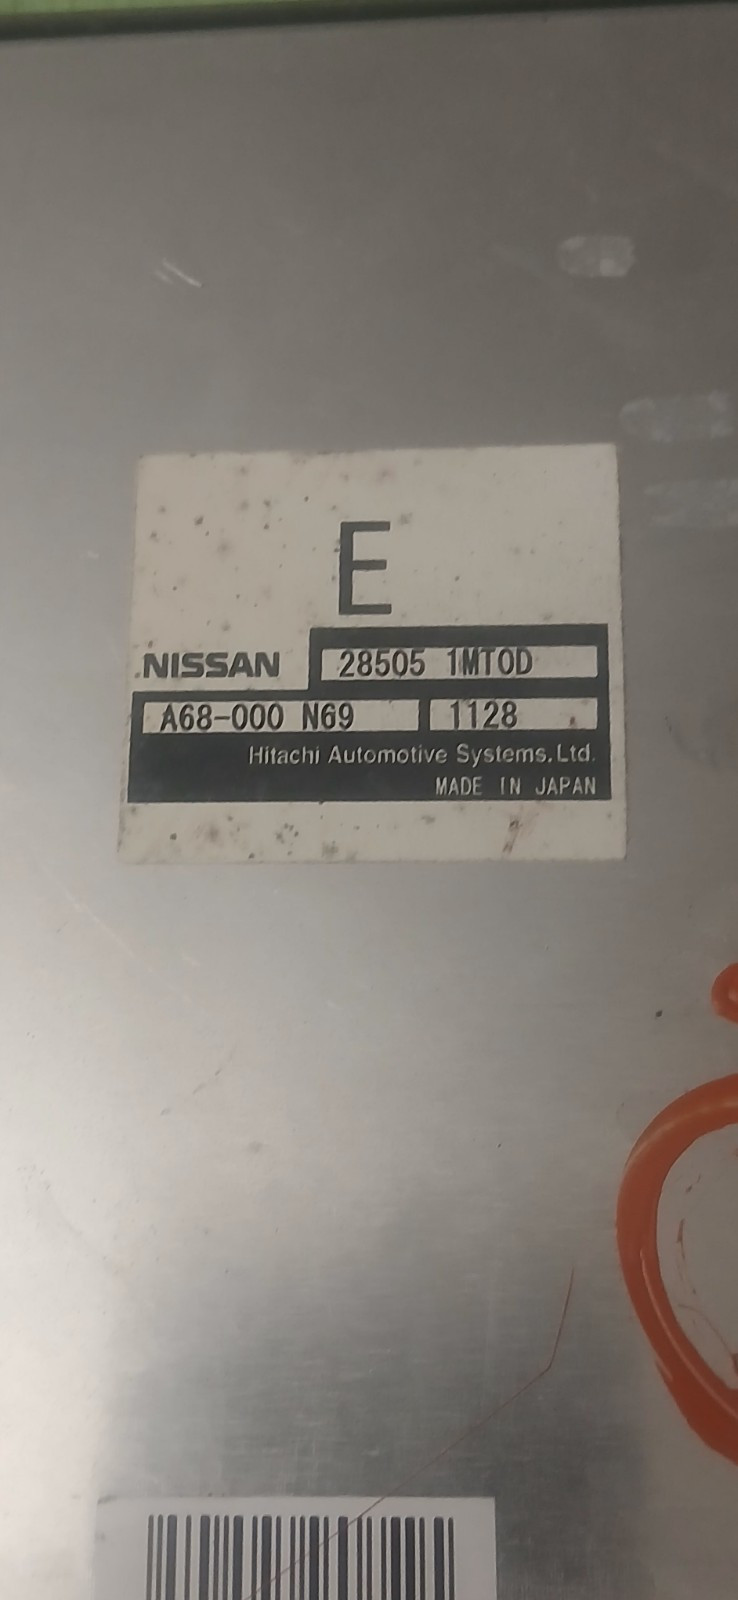 E
NISSAN 28505 1MT0D
A68-000 N69 1128
Hitachi Automotive Systems,Ltd.
MADE IN JAPAN